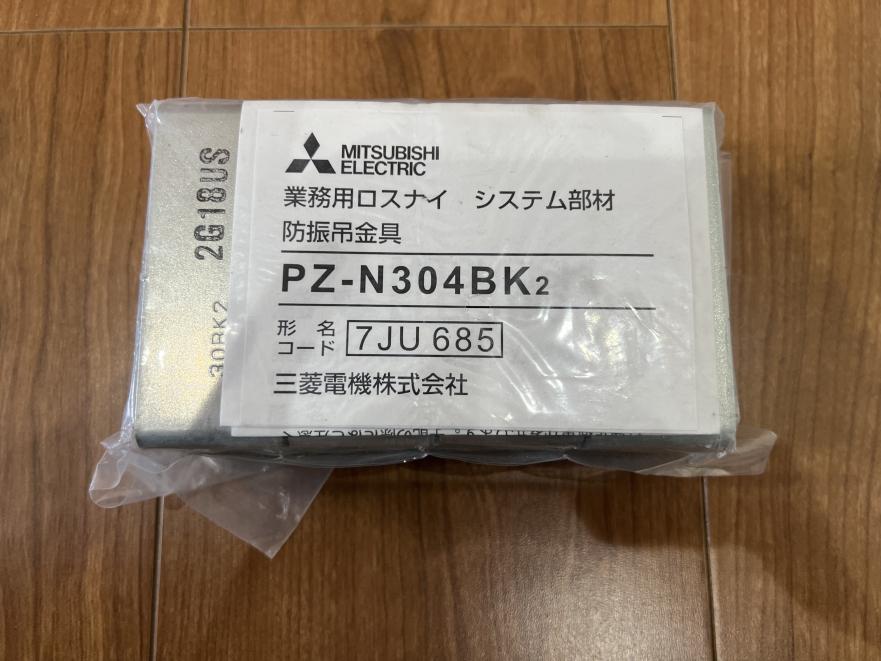 MITSUBISHI
ELECTRIC
業務用ロスナイ システム部材
防振吊金具
PZ-N304BK2
形名
コード 7JU 685
三菱電機株式会社
2G18US
30BK2